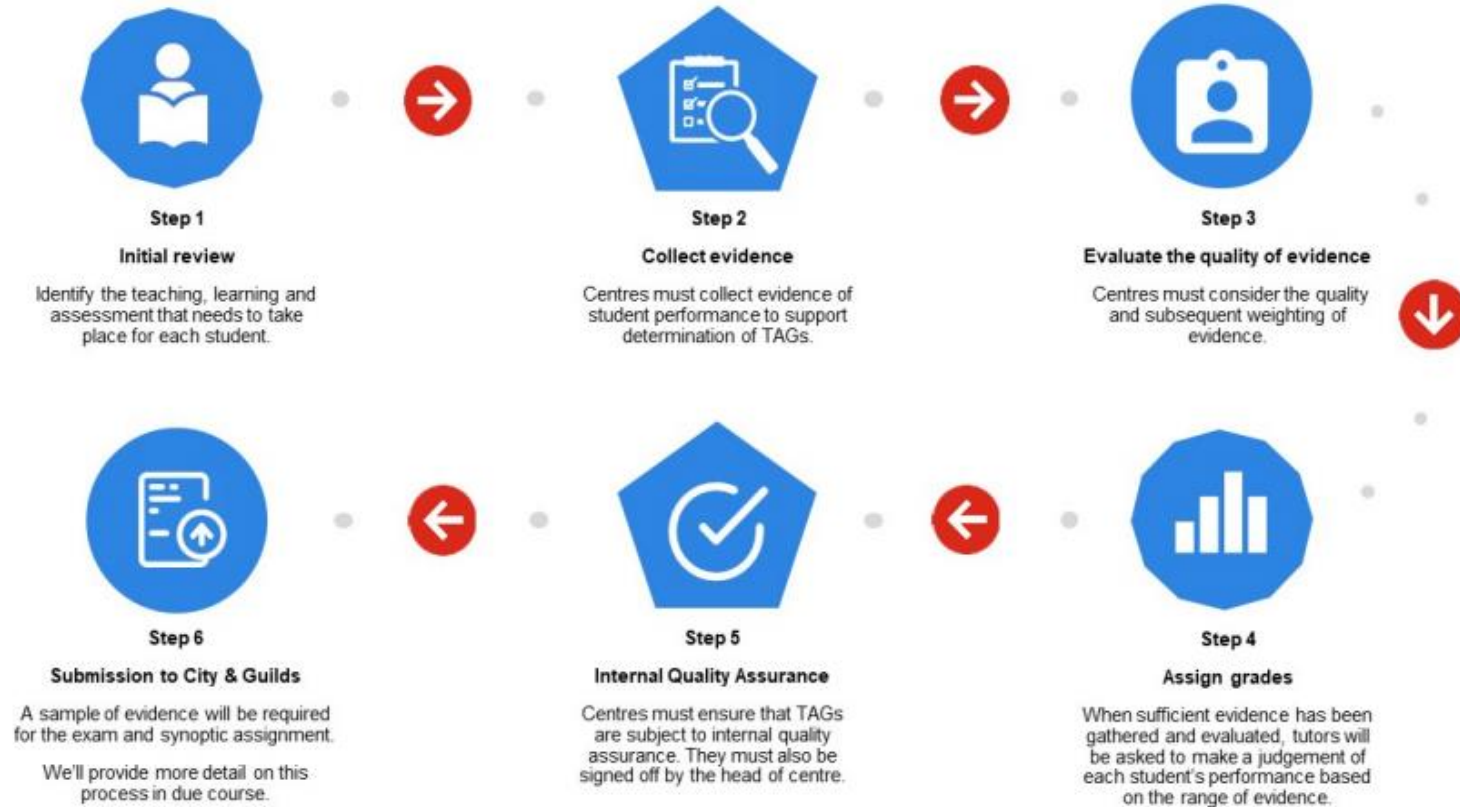 Step 1
Initial review
Identify the teaching, learning and
assessment that needs to take
place for each student.
Step 2
Collect evidence
Centres must collect evidence of
student performance to support
determination of TAGs.
Step 3
Evaluate the quality of evidence
Centres must consider the quality
and subsequent weighting of
evidence.
Step 4
Assign grades
When sufficient evidence has been
gathered and evaluated, tutors will
be asked to make a judgement of
each student's performance based
on the range of evidence.
Step 5
Internal Quality Assurance
Centres must ensure that TAGs
are subject to internal quality
assurance. They must also be
signed off by the head of centre.
Step 6
Submission to City & Guilds
A sample of evidence will be required
for the exam and synoptic assignment.
We'll provide more detail on this
process in due course.